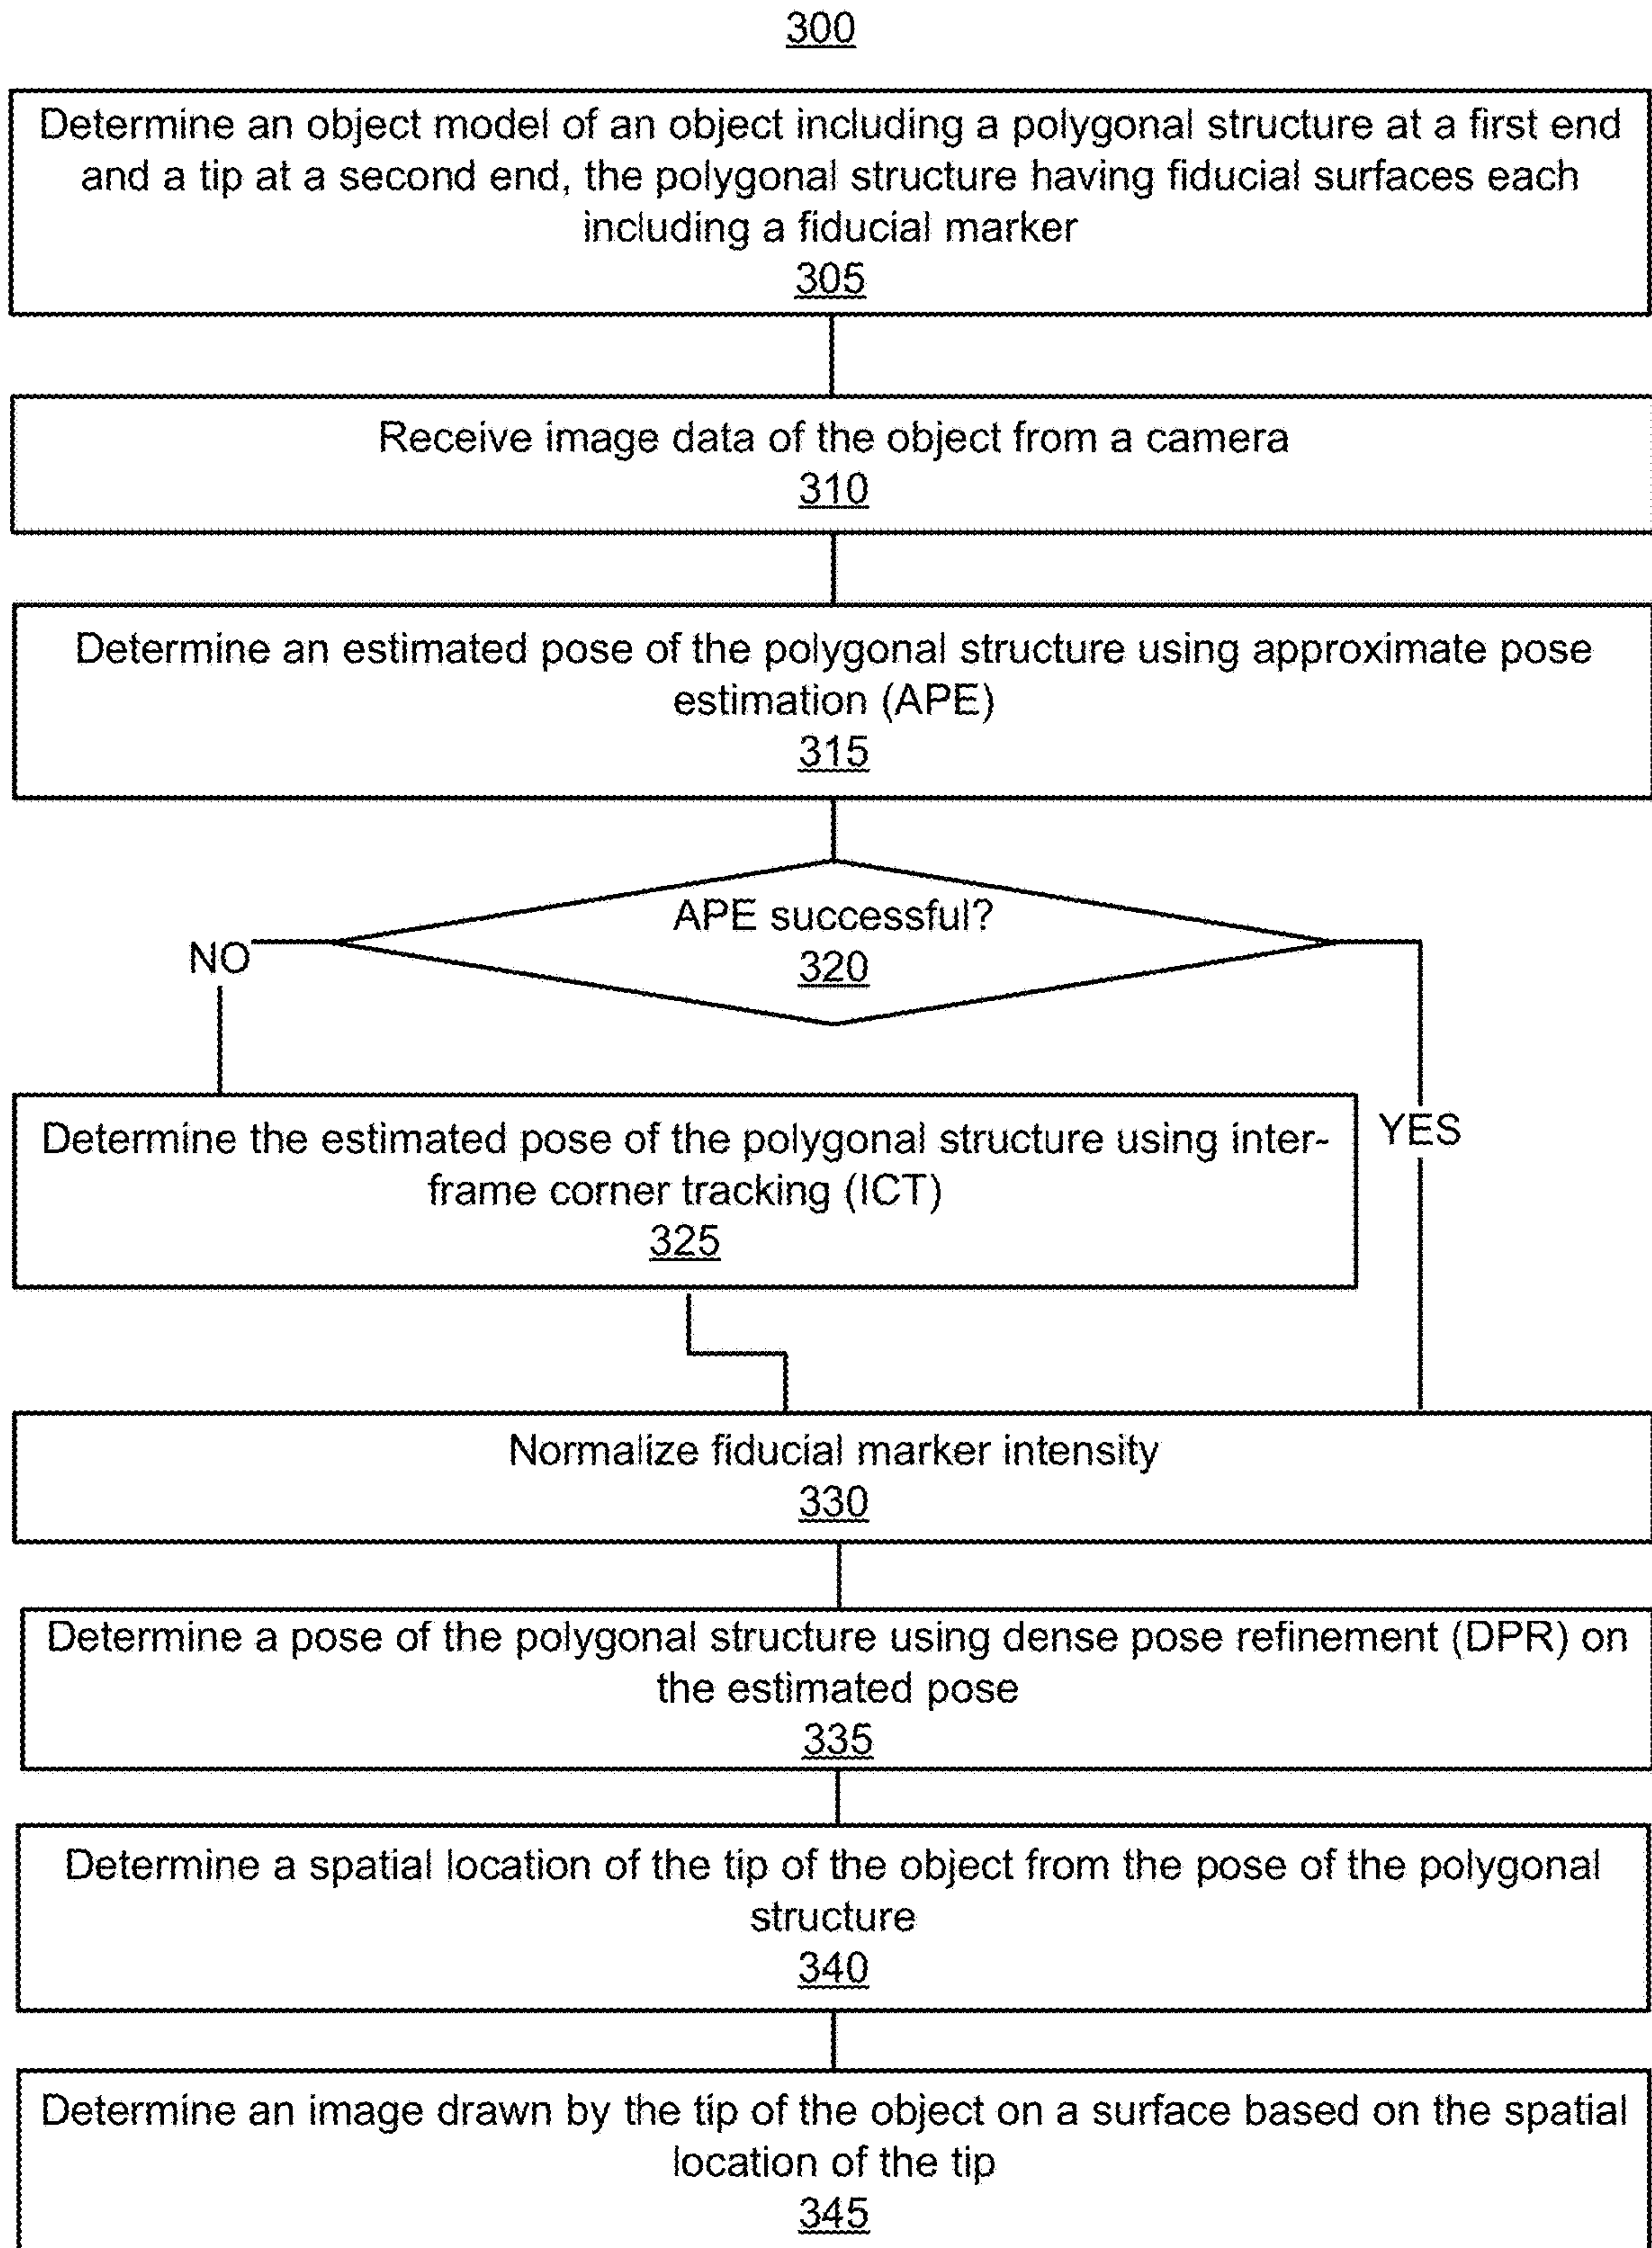 300
Determine an object model of an object including a polygonal structure at a first end
and a tip at a second end, the polygonal structure having fiducial surfaces each
including a fiducial marker
305
Receive image data of the object from a camera
310
Determine an estimated pose of the polygonal structure using approximate pose
estimation (APE)
315
APE successful?
320
NO
YES
Determine the estimated pose of the polygonal structure using inter-
frame corner tracking (ICT)
325
Normalize fiducial marker intensity
330
Determine a pose of the polygonal structure using dense pose refinement (DPR) on
the estimated pose
335
Determine a spatial location of the tip of the object from the pose of the polygonal
structure
340
Determine an image drawn by the tip of the object on a surface based on the spatial
location of the tip
345